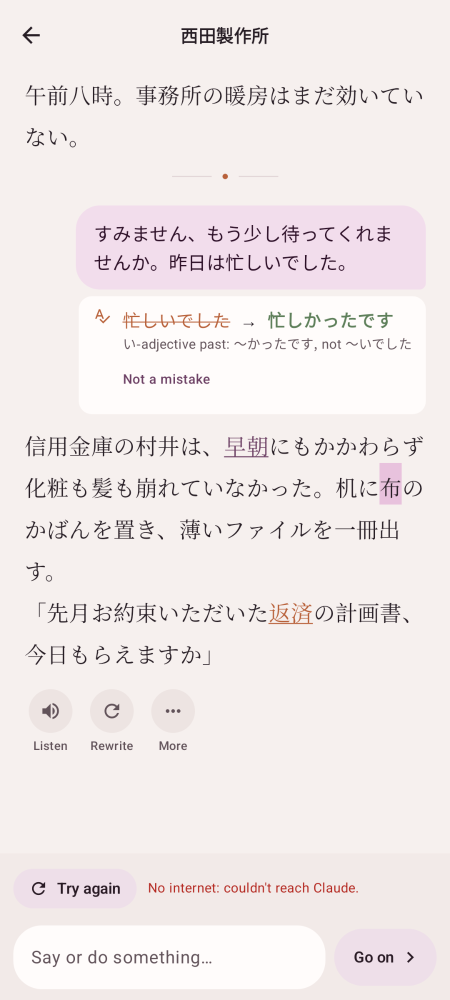 西田製作所
午前八時。事務所の暖房はまだ効いてい
ない。
すみません、もう少し待ってくれま
せんか。昨日は忙しいでした。
忙しいでした → 忙しかったです
い-adjective past: 〜かったです, not 〜いでした
Not a mistake
信用金庫の村井は、早朝にもかかわらず
化粧も髪も崩れていなかった。机に布の
かばんを置き、薄いファイルを一冊出
す。
「先月お約束いただいた返済の計画書、
今日もらえますか」
Listen Rewrite More
Try again No internet: couldn't reach Claude.
Say or do something… Go on